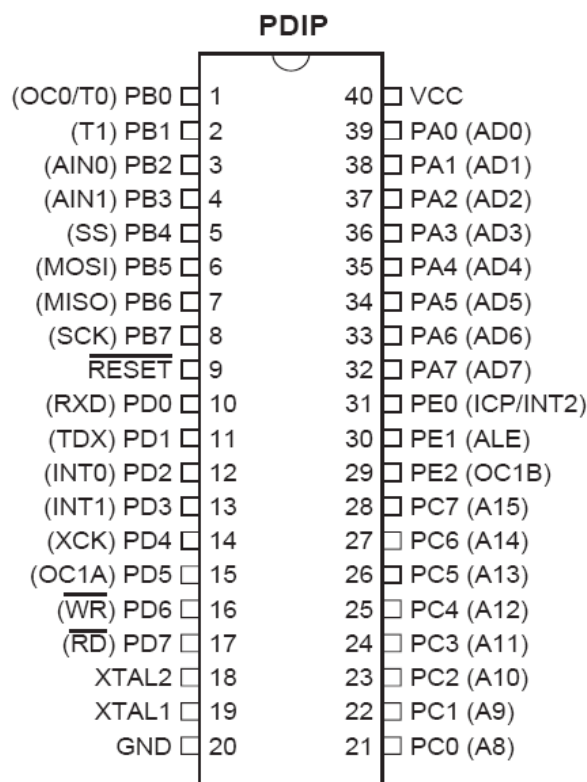 PDIP
(OC0/T0) PB0 1 40 VCC
(T1) PB1 2 39 PA0 (AD0)
(AIN0) PB2 3 38 PA1 (AD1)
(AIN1) PB3 4 37 PA2 (AD2)
(SS) PB4 5 36 PA3 (AD3)
(MOSI) PB5 6 35 PA4 (AD4)
(MISO) PB6 7 34 PA5 (AD5)
(SCK) PB7 8 33 PA6 (AD6)
RESET 9 32 PA7 (AD7)
(RXD) PD0 10 31 PE0 (ICP/INT2)
(TDX) PD1 11 30 PE1 (ALE)
(INT0) PD2 12 29 PE2 (OC1B)
(INT1) PD3 13 28 PC7 (A15)
(XCK) PD4 14 27 PC6 (A14)
(OC1A) PD5 15 26 PC5 (A13)
(WR) PD6 16 25 PC4 (A12)
(RD) PD7 17 24 PC3 (A11)
XTAL2 18 23 PC2 (A10)
XTAL1 19 22 PC1 (A9)
GND 20 21 PC0 (A8)